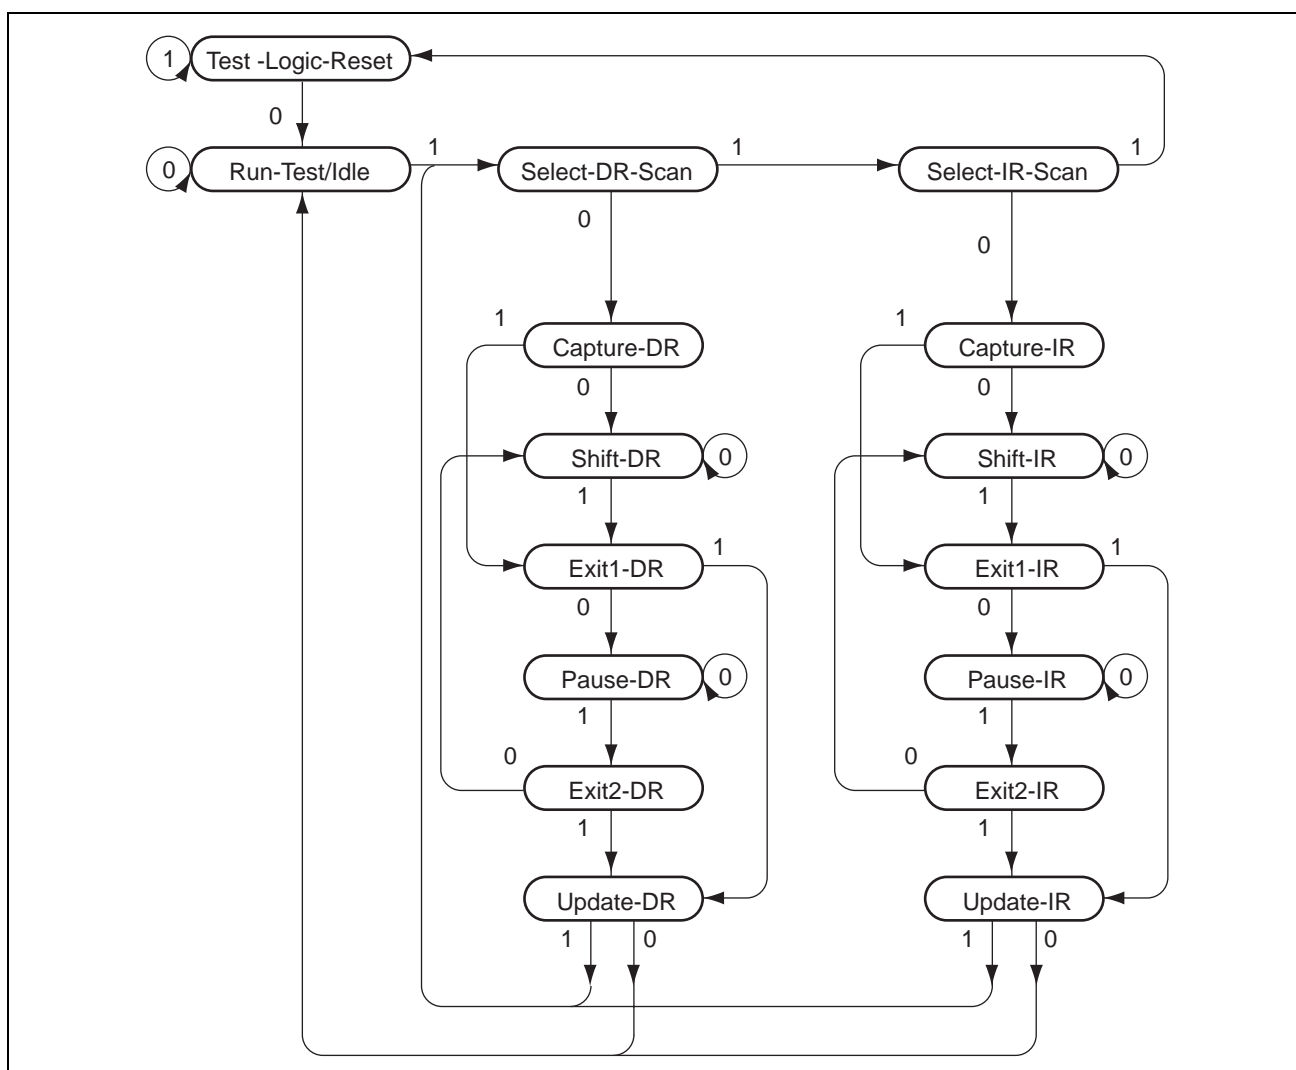 1 Test -Logic-Reset
0
0 Run-Test/Idle 1 Select-DR-Scan 1 Select-IR-Scan 1
0 0
1 1
Capture-DR Capture-IR
0 0
Shift-DR 0 Shift-IR 0
1 1
Exit1-DR 1 Exit1-IR 1
0 0
Pause-DR 0 Pause-IR 0
1 1
0 0
Exit2-DR Exit2-IR
1 1
Update-DR Update-IR
1 0 1 0